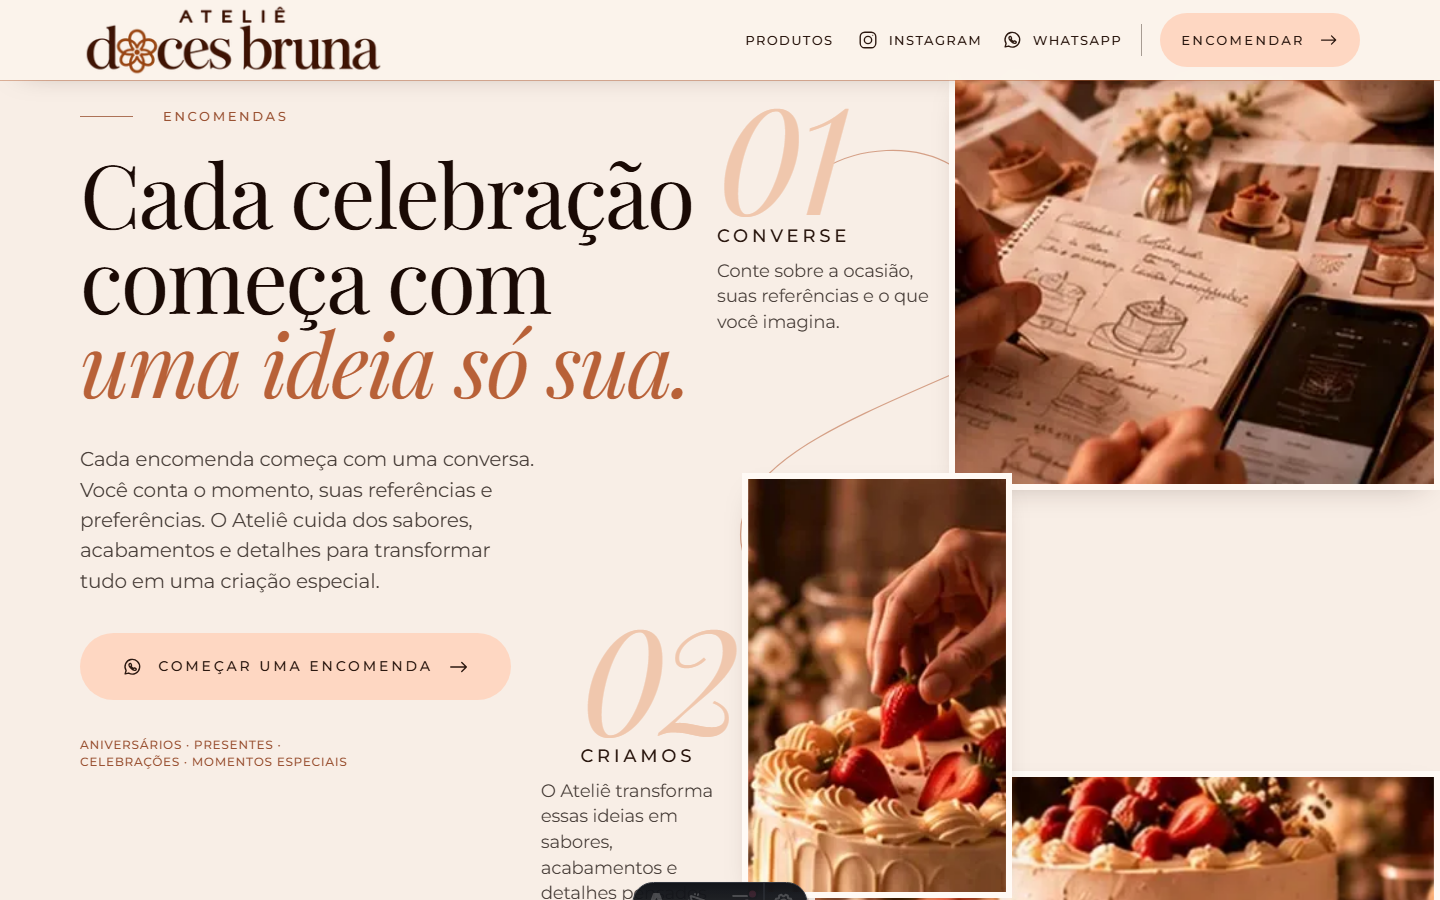 ATELIÊ
doces bruna
PRODUTOS
INSTAGRAM
WHATSAPP
ENCOMENDAR
ENCOMENDAS
Cada celebração
começa com
uma ideia só sua.
Cada encomenda começa com uma conversa.
Você conta o momento, suas referências e
preferências. O Ateliê cuida dos sabores,
acabamentos e detalhes para transformar
tudo em uma criação especial.
COMEÇAR UMA ENCOMENDA
ANIVERSÁRIOS · PRESENTES ·
CELEBRAÇÕES · MOMENTOS ESPECIAIS
01
CONVERSE
Conte sobre a ocasião,
suas referências e o que
você imagina.
02
CRIAMOS
O Ateliê transforma
essas ideias em
sabores,
acabamentos e
detalhes